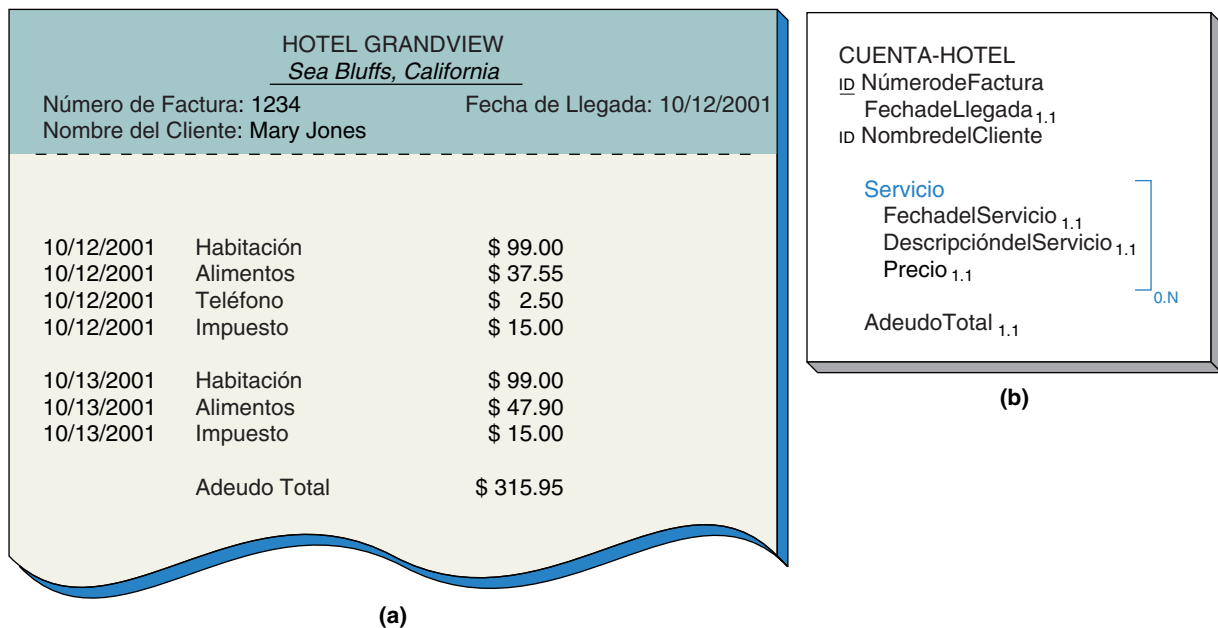 HOTEL GRANDVIEW
Sea Bluffs, California
Número de Factura: 1234 Fecha de Llegada: 10/12/2001
Nombre del Cliente: Mary Jones
10/12/2001 Habitación $ 99.00
10/12/2001 Alimentos $ 37.55
10/12/2001 Teléfono $ 2.50
10/12/2001 Impuesto $ 15.00
10/13/2001 Habitación $ 99.00
10/13/2001 Alimentos $ 47.90
10/13/2001 Impuesto $ 15.00
Adeudo Total $ 315.95
(a)
CUENTA-HOTEL
ID NúmerodeFactura
FechadeLlegada 1.1
ID NombredelCliente
Servicio
FechadelServicio 1.1
DescripcióndelServicio 1.1
Precio 1.1
0.N
AdeudoTotal 1.1
(b)